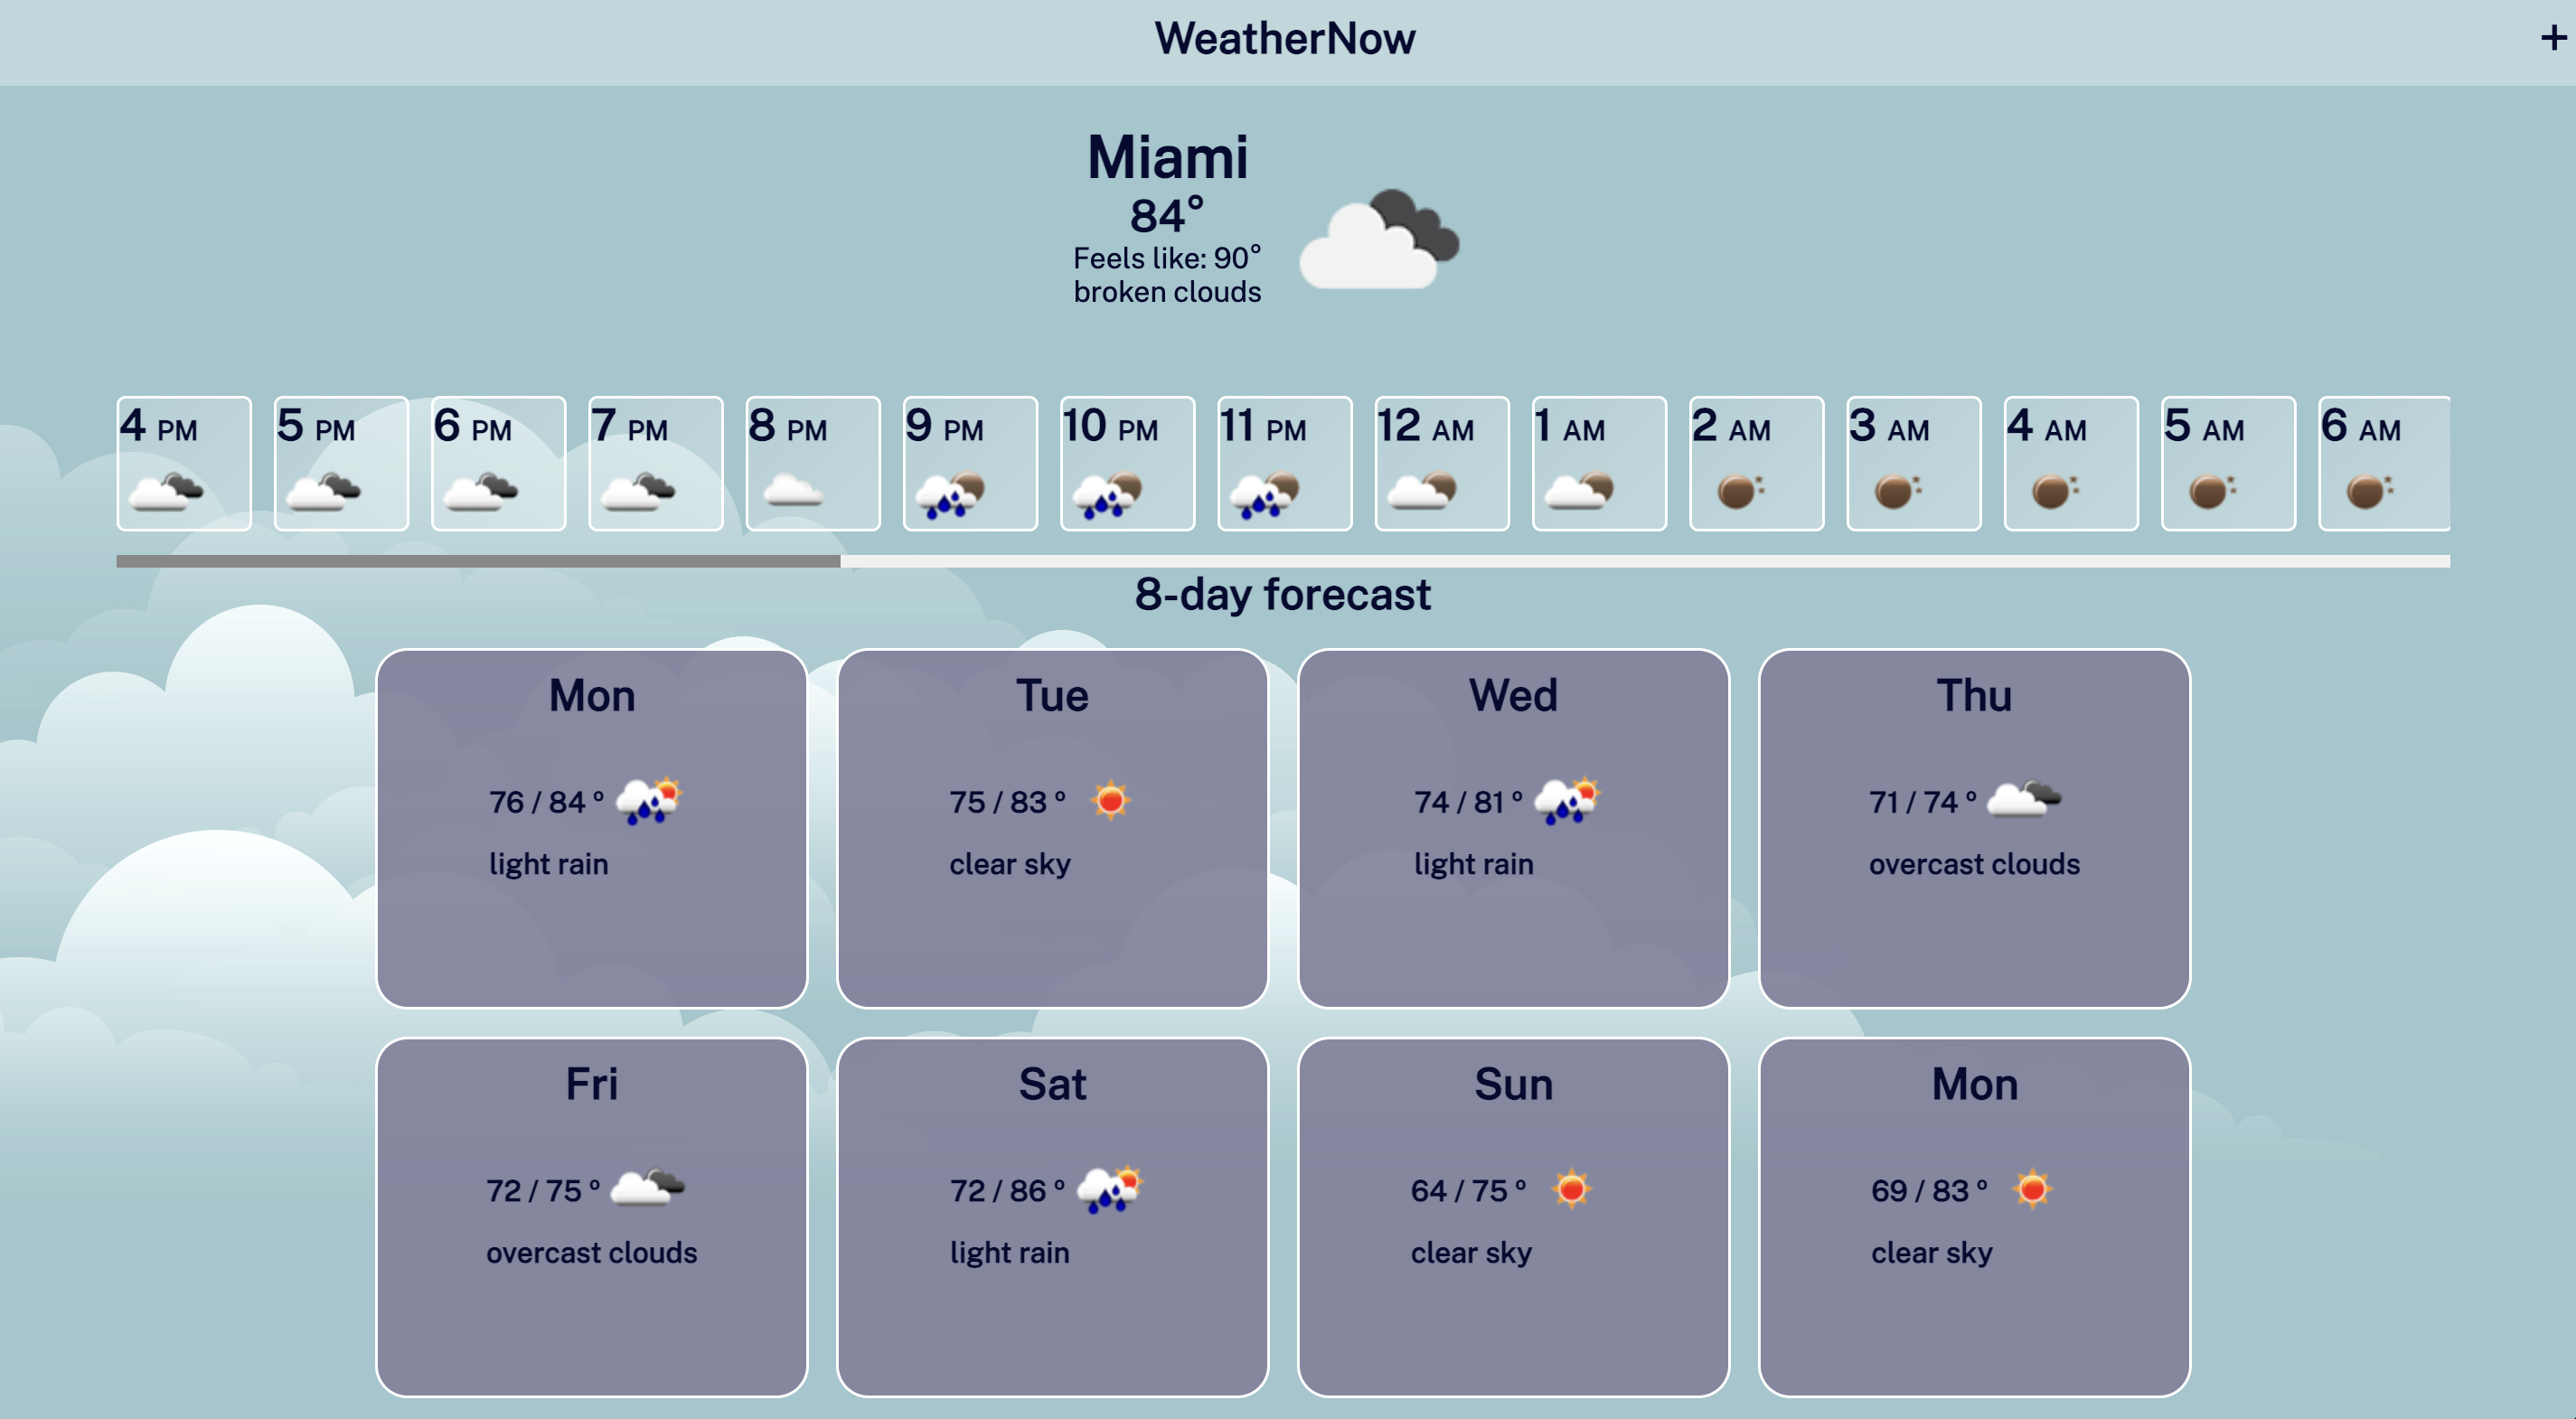 WeatherNow
+
Miami
84°
Feels like: 90°
broken clouds
4 PM 5 PM 6 PM 7 PM 8 PM 9 PM 10 PM 11 PM 12 AM 1 AM 2 AM 3 AM 4 AM 5 AM 6 AM
8-day forecast
Mon
76 / 84 º
light rain
Tue
75 / 83 º
clear sky
Wed
74 / 81 º
light rain
Thu
71 / 74 º
overcast clouds
Fri
72 / 75 º
overcast clouds
Sat
72 / 86 º
light rain
Sun
64 / 75 º
clear sky
Mon
69 / 83 º
clear sky